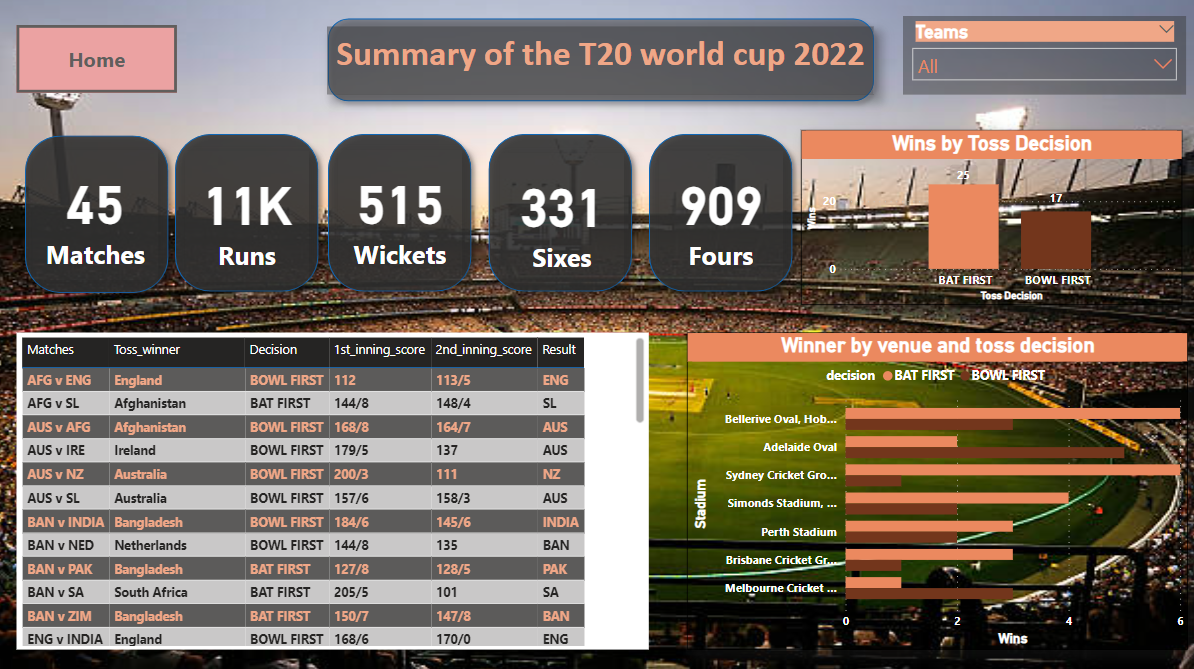 Home
Summary of the T20 world cup 2022
Teams
All
45
Matches
11K
Runs
515
Wickets
331
Sixes
909
Fours
Wins by Toss Decision
25
17
20
0
Wins
BAT FIRST BOWL FIRST
Toss Decision
Matches Toss_winner Decision 1st_inning_score 2nd_inning_score Result
AFG v ENG England BOWL FIRST 112 113/5 ENG
AFG v SL Afghanistan BAT FIRST 144/8 148/4 SL
AUS v AFG Afghanistan BOWL FIRST 168/8 164/7 AUS
AUS v IRE Ireland BOWL FIRST 179/5 137 AUS
AUS v NZ Australia BOWL FIRST 200/3 111 NZ
AUS v SL Australia BOWL FIRST 157/6 158/3 AUS
BAN v INDIA Bangladesh BOWL FIRST 184/6 145/6 INDIA
BAN v NED Netherlands BOWL FIRST 144/8 135 BAN
BAN v PAK Bangladesh BAT FIRST 127/8 128/5 PAK
BAN v SA South Africa BAT FIRST 205/5 101 SA
BAN v ZIM Bangladesh BAT FIRST 150/7 147/8 BAN
ENG v INDIA England BOWL FIRST 168/6 170/0 ENG
Winner by venue and toss decision
decision BAT FIRST BOWL FIRST
Stadium
Bellerive Oval, Hob...
Adelaide Oval
Sydney Cricket Gro...
Simonds Stadium, ...
Perth Stadium
Brisbane Cricket Gr...
Melbourne Cricket ...
0 2 4 6
Wins